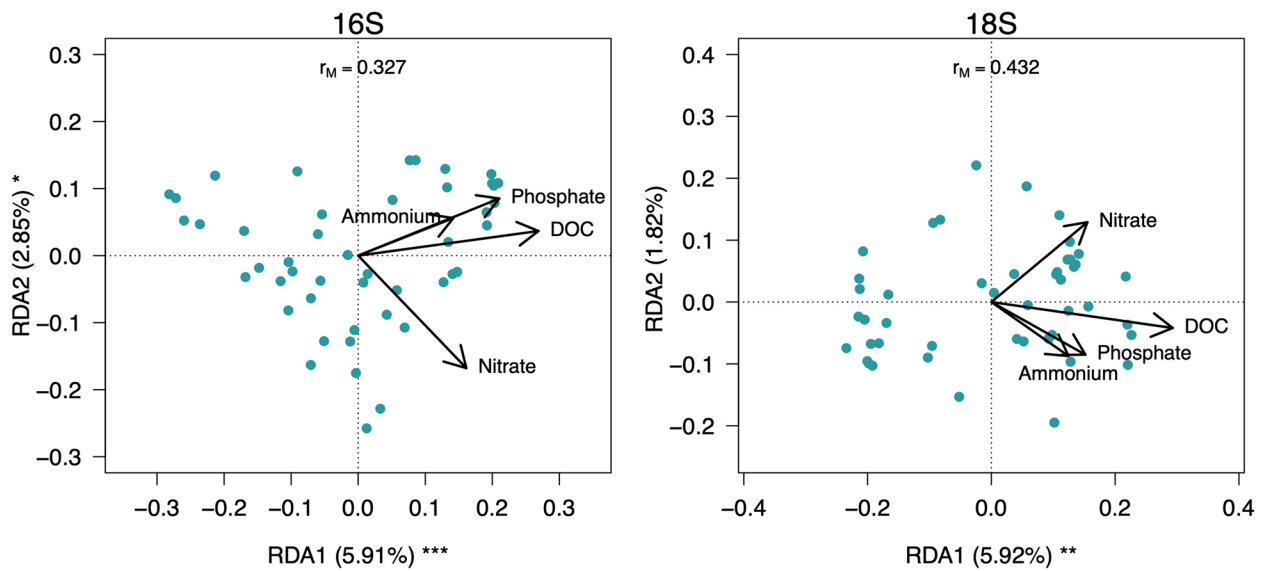 16S
r_M = 0.327
0.3
0.2
0.1
0.0
−0.1
−0.2
−0.3
RDA2 (2.85%) *
Phosphate
Ammonium
DOC
Nitrate
−0.3 −0.2 −0.1 0.0 0.1 0.2 0.3
RDA1 (5.91%) ***
18S
r_M = 0.432
0.4
0.3
0.2
0.1
0.0
−0.1
−0.2
RDA2 (1.82%)
Nitrate
DOC
Phosphate
Ammonium
−0.4 −0.2 0.0 0.2 0.4
RDA1 (5.92%) **